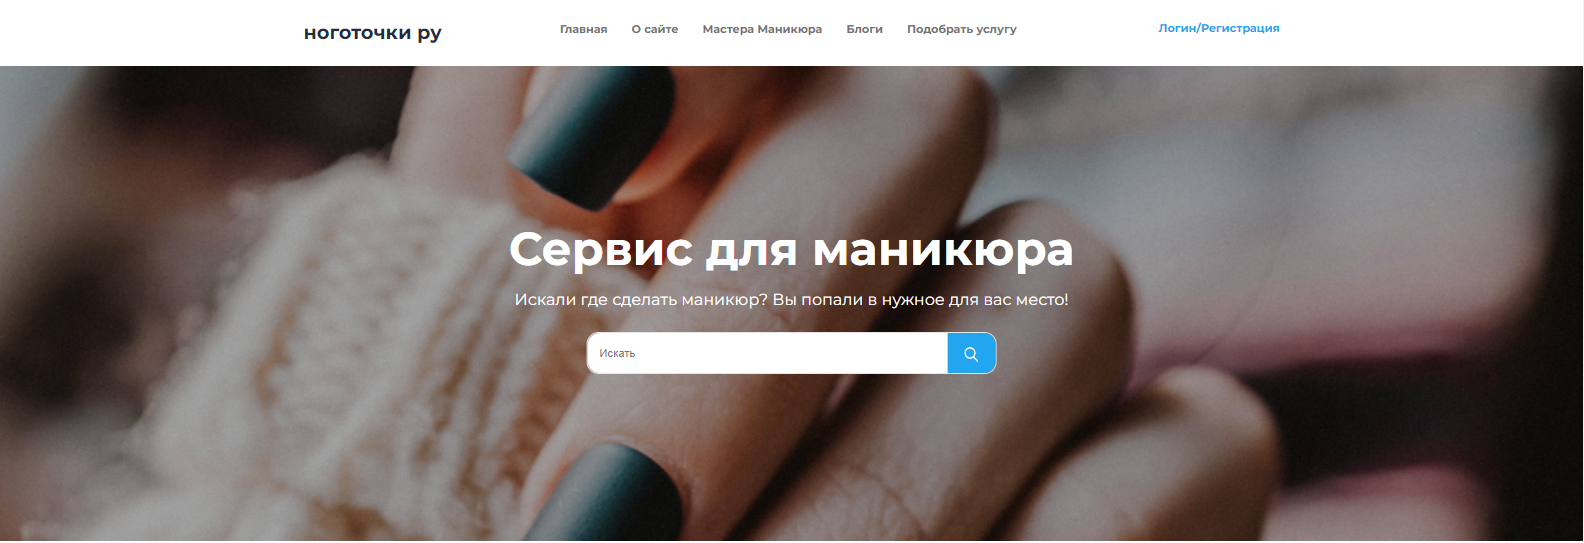 ноготочки ру
Главная О сайте Мастера Маникюра Блоги Подобрать услугу
Логин/Регистрация
Сервис для маникюра
Искали где сделать маникюр? Вы попали в нужное для вас место!
Искать